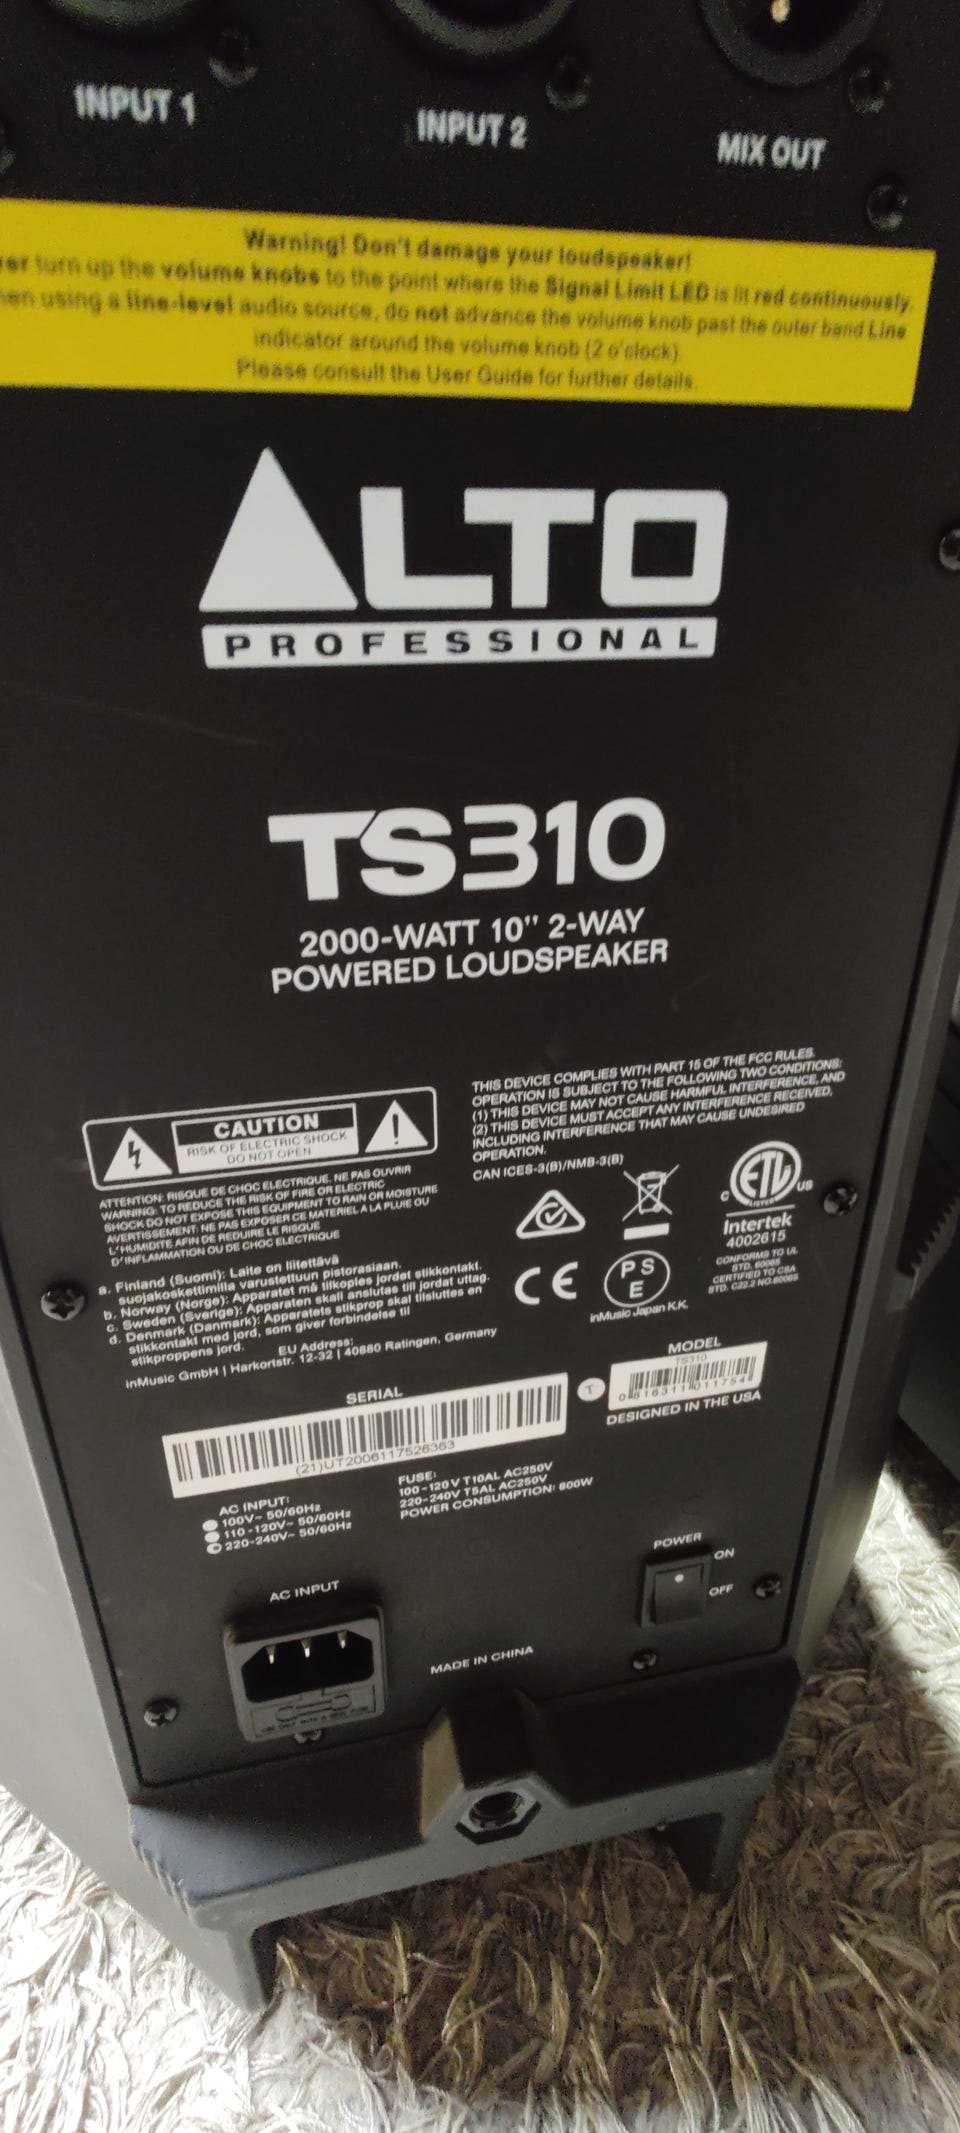 INPUT 1
INPUT 2
MIX OUT
Warning! Don't damage your loudspeaker!
turn up the volume knobs to the point where the Signal Limit LED is lit red continuously.
using a line-level audio source, do not advance the volume knob past the outer band Line
indicator around the volume knob (2 o'clock)
Please consult the User Guide for further details.
ALTO
PROFESSIONAL
TS310
2000-WATT 10" 2-WAY
POWERED LOUDSPEAKER
THIS DEVICE COMPLIES WITH PART 15 OF THE FCC RULES.
OPERATION IS SUBJECT TO THE FOLLOWING TWO CONDITIONS:
(1) THIS DEVICE MAY NOT CAUSE HARMFUL INTERFERENCE, AND
(2) THIS DEVICE MUST ACCEPT ANY INTERFERENCE RECEIVED,
INCLUDING INTERFERENCE THAT MAY CAUSE UNDESIRED
OPERATION.
CAN ICES-3(B)/NMB-3(B)
CAUTION
RISK OF ELECTRIC SHOCK
DO NOT OPEN
ATTENTION: RISQUE DE CHOC ELECTRIQUE, NE PAS OUVRIR
WARNING: TO REDUCE THE RISK OF FIRE OR ELECTRIC
SHOCK DO NOT EXPOSE THIS EQUIPMENT TO RAIN OR MOISTURE
AVERTISSEMENT: NE PAS EXPOSER CE MATERIEL A LA PLUIE OU
L'HUMIDITE AFIN DE REDUIRE LE RISQUE
D'INFLAMMATION OU DE CHOC ELECTRIQUE
a. Finland (Suomi): Laite on liitettävä
suojakoskettimilla varustettuun pistorasiaan.
b. Norway (Norge): Apparatet må tilkoples jordet stikkontakt.
c. Sweden (Sverige): Apparaten skall anslutas till jordat uttag.
d. Denmark (Danmark): Apparatets stikprop skal tilsluttes en
stikkontakt med jord, som giver forbindelse til
stikproppens jord.
EU Address:
inMusic GmbH | Harkortstr. 12-32 | 40880 Ratingen, Germany
C ETL US
LISTED
Intertek
4002615
CONFORMS TO UL
STD. 60065
CERTIFIED TO CSA
STD. C22.2 NO.60065
CE
PS
E
inMusic Japan K.K.
SERIAL
(21)UT2006117526363
T
MODEL
TS310
0 81631 101175 4
DESIGNED IN THE USA
AC INPUT:
100V~ 50/60Hz
110-120V~ 50/60Hz
220-240V~ 50/60Hz
FUSE:
100-120V T10AL AC250V
220-240V T5AL AC250V
POWER CONSUMPTION: 800W
POWER
ON
OFF
AC INPUT
MADE IN CHINA